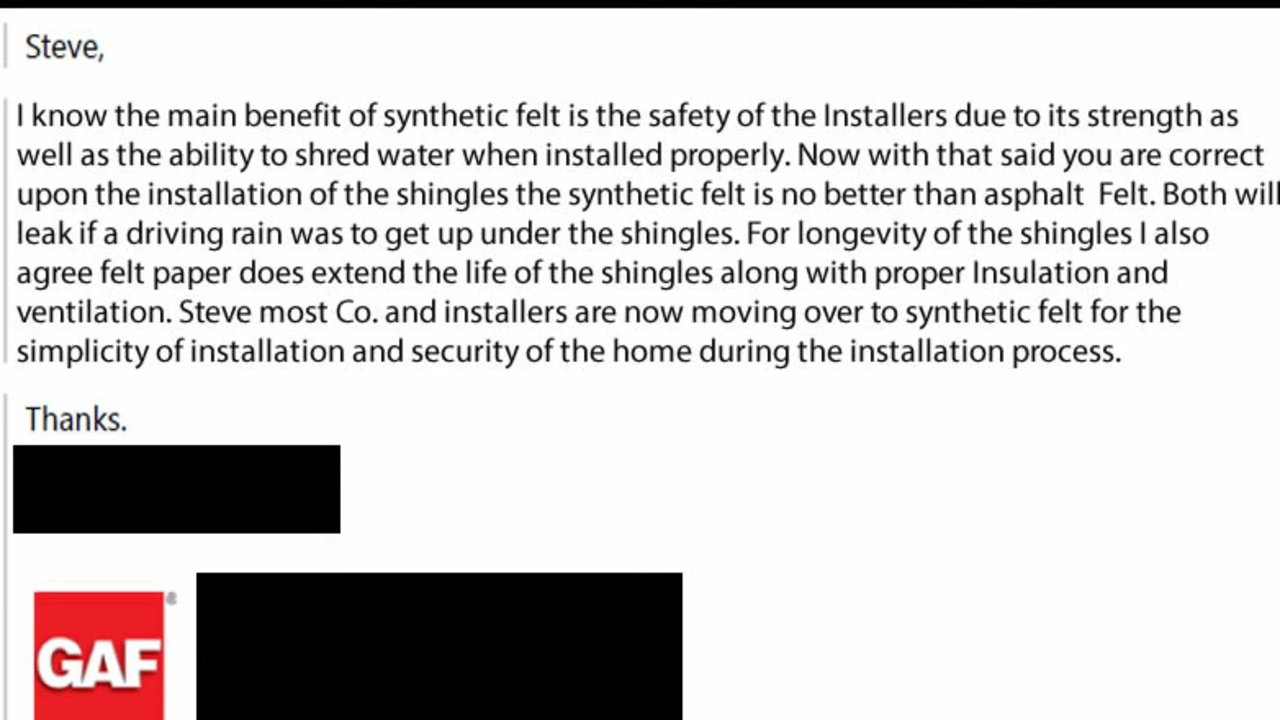 Steve,
I know the main benefit of synthetic felt is the safety of the Installers due to its strength as
well as the ability to shred water when installed properly. Now with that said you are correct
upon the installation of the shingles the synthetic felt is no better than asphalt  Felt. Both will
leak if a driving rain was to get up under the shingles. For longevity of the shingles I also
agree felt paper does extend the life of the shingles along with proper Insulation and
ventilation. Steve most Co. and installers are now moving over to synthetic felt for the
simplicity of installation and security of the home during the installation process.
Thanks.
GAF®